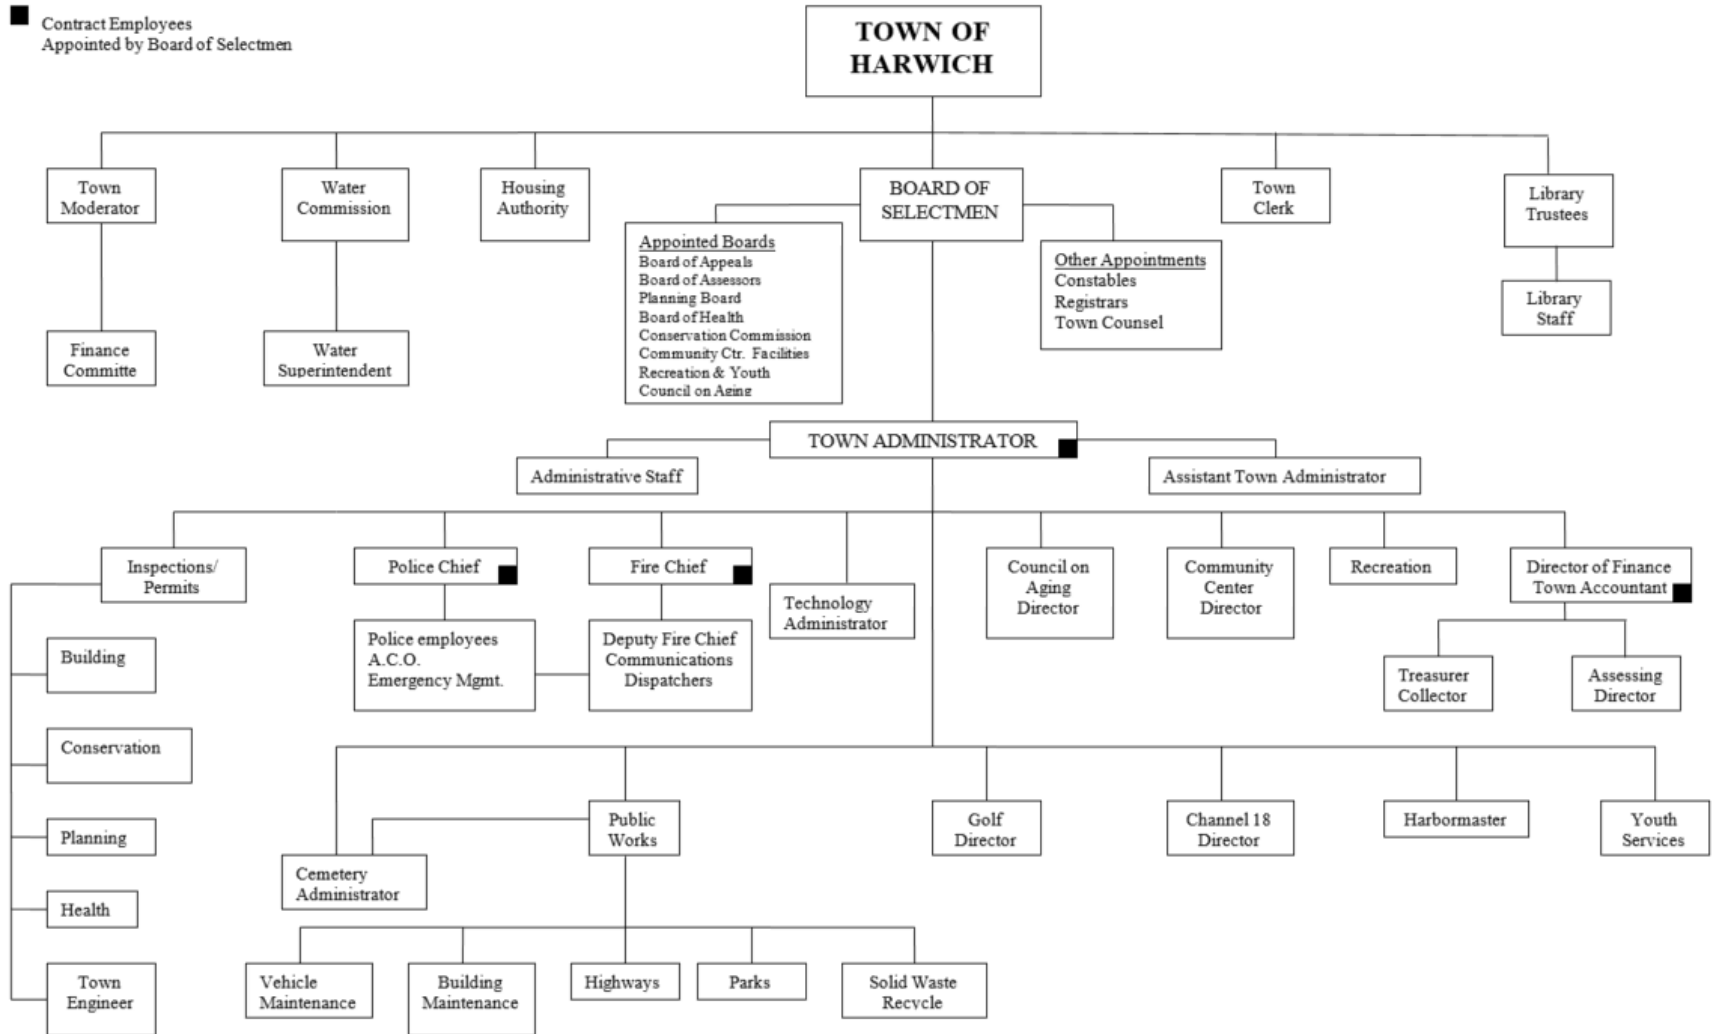 Contract Employees
Appointed by Board of Selectmen
TOWN OF
HARWICH
Town
Moderator
Water
Commission
Housing
Authority
BOARD OF
SELECTMEN
Town
Clerk
Library
Trustees
Appointed Boards
Board of Appeals
Board of Assessors
Planning Board
Board of Health
Conservation Commission
Community Ctr. Facilities
Recreation & Youth
Council on Aging
Other Appointments
Constables
Registrars
Town Counsel
Library
Staff
Finance
Committe
Water
Superintendent
TOWN ADMINISTRATOR
Administrative Staff
Assistant Town Administrator
Inspections/
Permits
Police Chief
Fire Chief
Technology
Administrator
Council on
Aging
Director
Community
Center
Director
Recreation
Director of Finance
Town Accountant
Police employees
A.C.O.
Emergency Mgmt.
Deputy Fire Chief
Communications
Dispatchers
Treasurer
Collector
Assessing
Director
Building
Conservation
Planning
Health
Town
Engineer
Cemetery
Administrator
Public
Works
Golf
Director
Channel 18
Director
Harbormaster
Youth
Services
Vehicle
Maintenance
Building
Maintenance
Highways
Parks
Solid Waste
Recycle